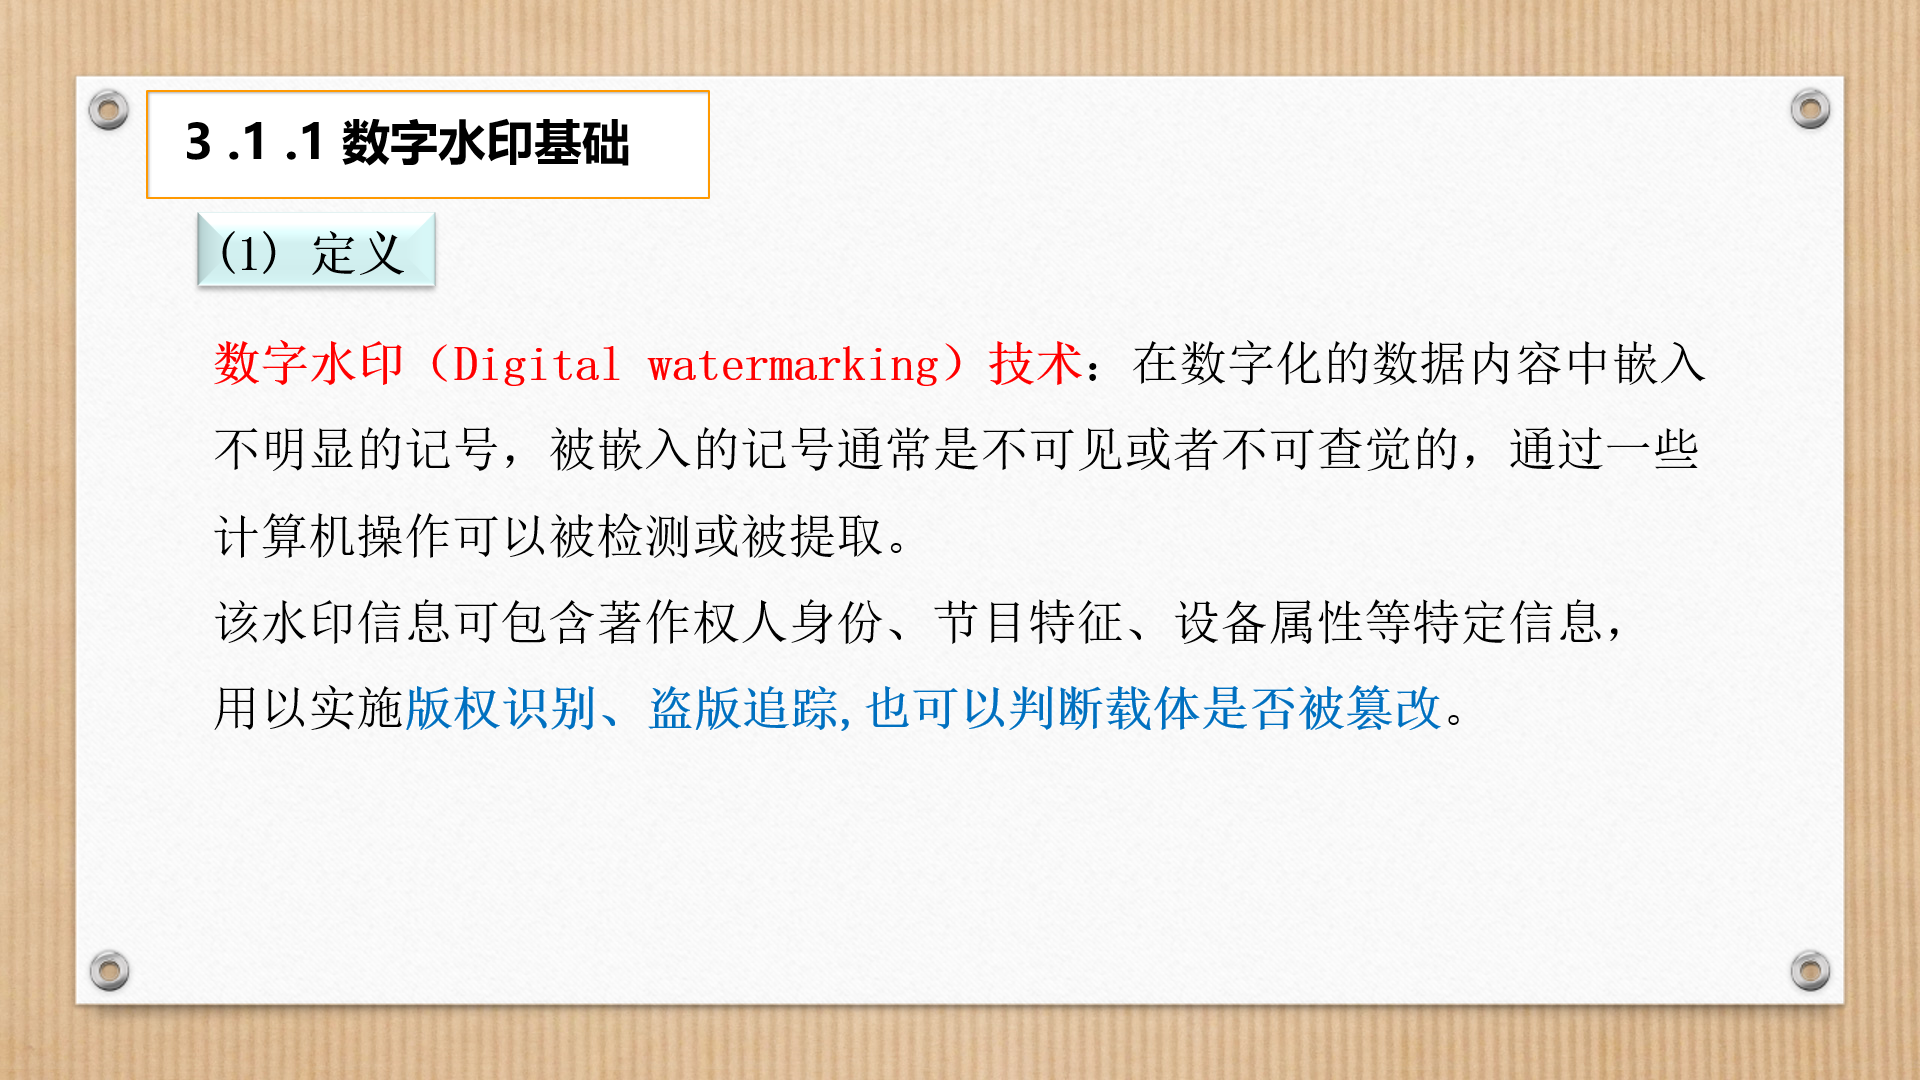 3 .1 .1 数字水印基础
(1) 定义
数字水印（Digital watermarking）技术：在数字化的数据内容中嵌入
不明显的记号，被嵌入的记号通常是不可见或者不可查觉的，通过一些
计算机操作可以被检测或被提取。
该水印信息可包含著作权人身份、节目特征、设备属性等特定信息，
用以实施版权识别、盗版追踪,也可以判断载体是否被篡改。